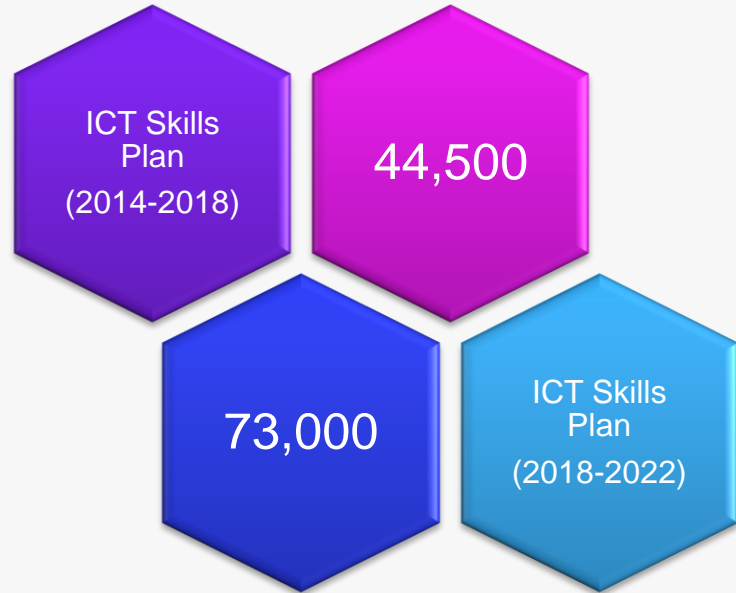 ICT Skills
Plan
(2014-2018)
44,500
73,000
ICT Skills
Plan
(2018-2022)